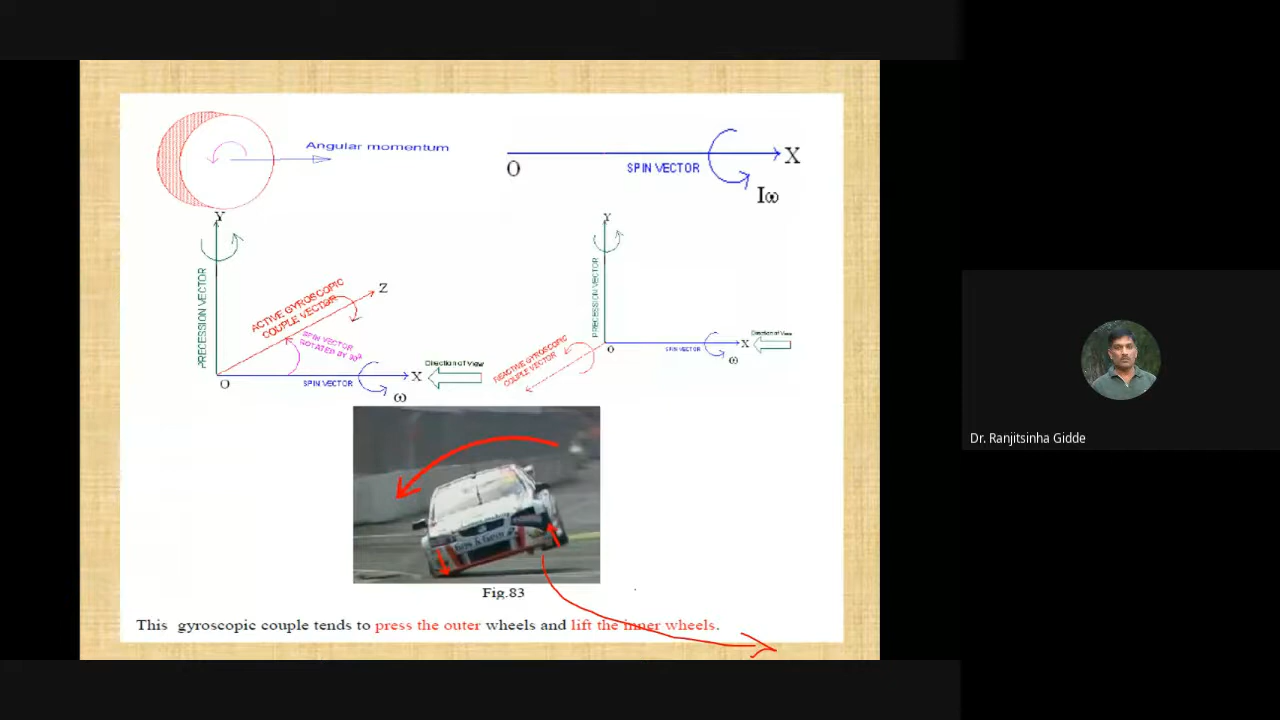 Angular momentum
O
SPIN VECTOR
X
Iω
Y
PRECESSION VECTOR
ACTIVE GYROSCOPIC
COUPLE VECTOR
Z
SPIN VECTOR
ROTATED BY 90°
O
SPIN VECTOR
X
ω
Direction of View
Y
PRECESSION VECTOR
REACTIVE GYROSCOPIC
COUPLE VECTOR
O
SPIN VECTOR
X
ω
Direction of View
Fig.83
This gyroscopic couple tends to press the outer wheels and lift the inner wheels.
Dr. Ranjitsinha Gidde